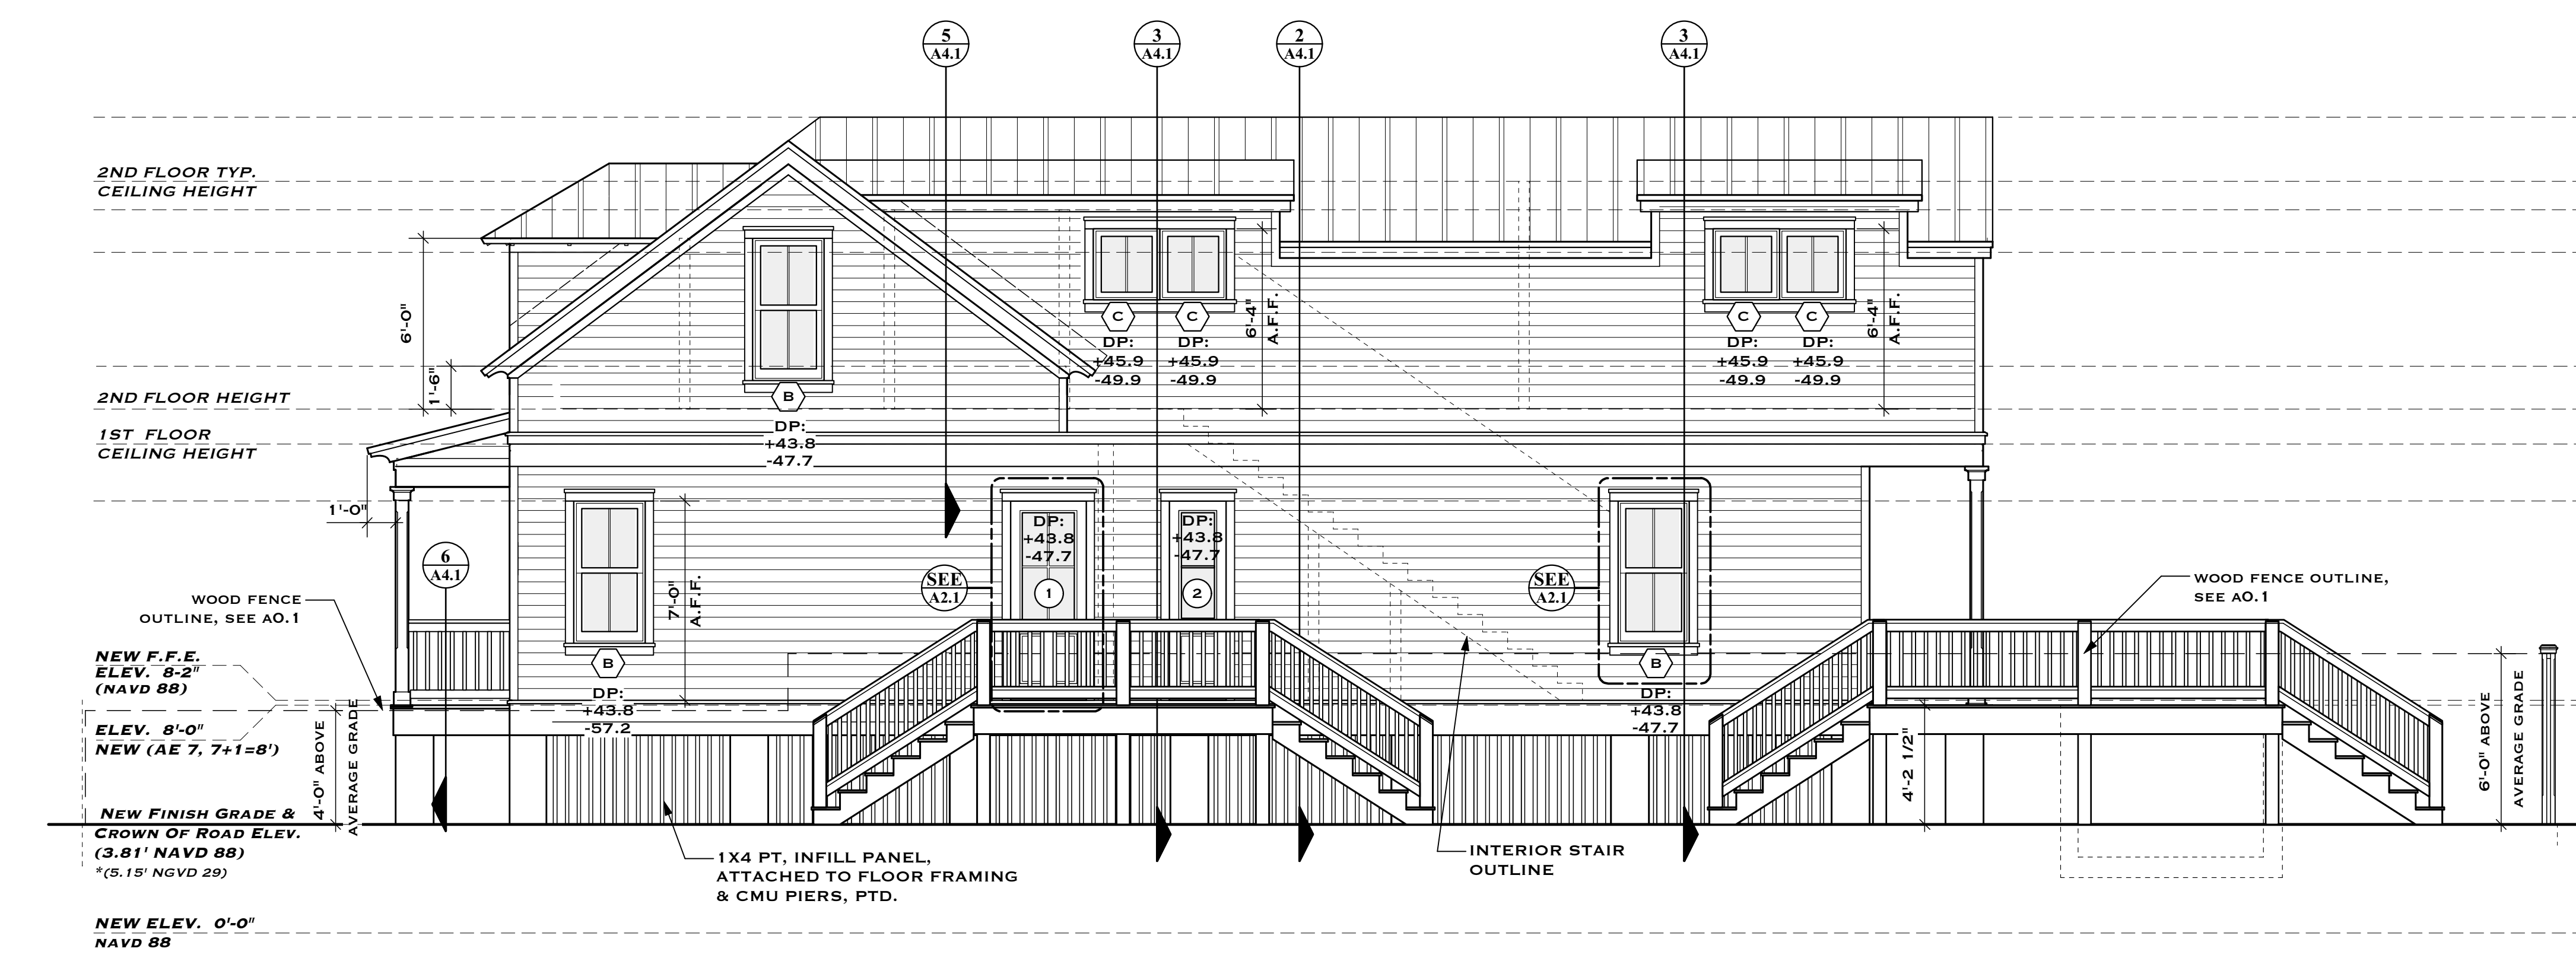 5
A4.1
3
A4.1
2
A4.1
3
A4.1
2ND FLOOR TYP.
CEILING HEIGHT
6'-0"
1'-6"
2ND FLOOR HEIGHT
1ST FLOOR
CEILING HEIGHT
B
DP:
+43.8
-47.7
C
C
DP:
+45.9
-49.9
DP:
+45.9
-49.9
6'-4"
A.F.F.
C
C
DP:
+45.9
-49.9
DP:
+45.9
-49.9
6'-4"
A.F.F.
1'-0"
6
A4.1
WOOD FENCE
OUTLINE, SEE A0.1
7'-0"
A.F.F.
B
DP:
+43.8
-57.2
SEE
A2.1
DP:
+43.8
-47.7
1
DP:
+43.8
-47.7
2
SEE
A2.1
B
DP:
+43.8
-47.7
WOOD FENCE OUTLINE,
SEE A0.1
NEW F.F.E.
ELEV. 8-2"
(NAVD 88)
ELEV. 8'-0"
NEW (AE 7, 7+1=8')
4'-0" ABOVE
AVERAGE GRADE
4'-2 1/2"
6'-0" ABOVE
AVERAGE GRADE
NEW FINISH GRADE &
CROWN OF ROAD ELEV.
(3.81' NAVD 88)
*(5.15' NGVD 29)
1X4 PT, INFILL PANEL,
ATTACHED TO FLOOR FRAMING
& CMU PIERS, PTD.
INTERIOR STAIR
OUTLINE
NEW ELEV. 0'-0"
NAVD 88